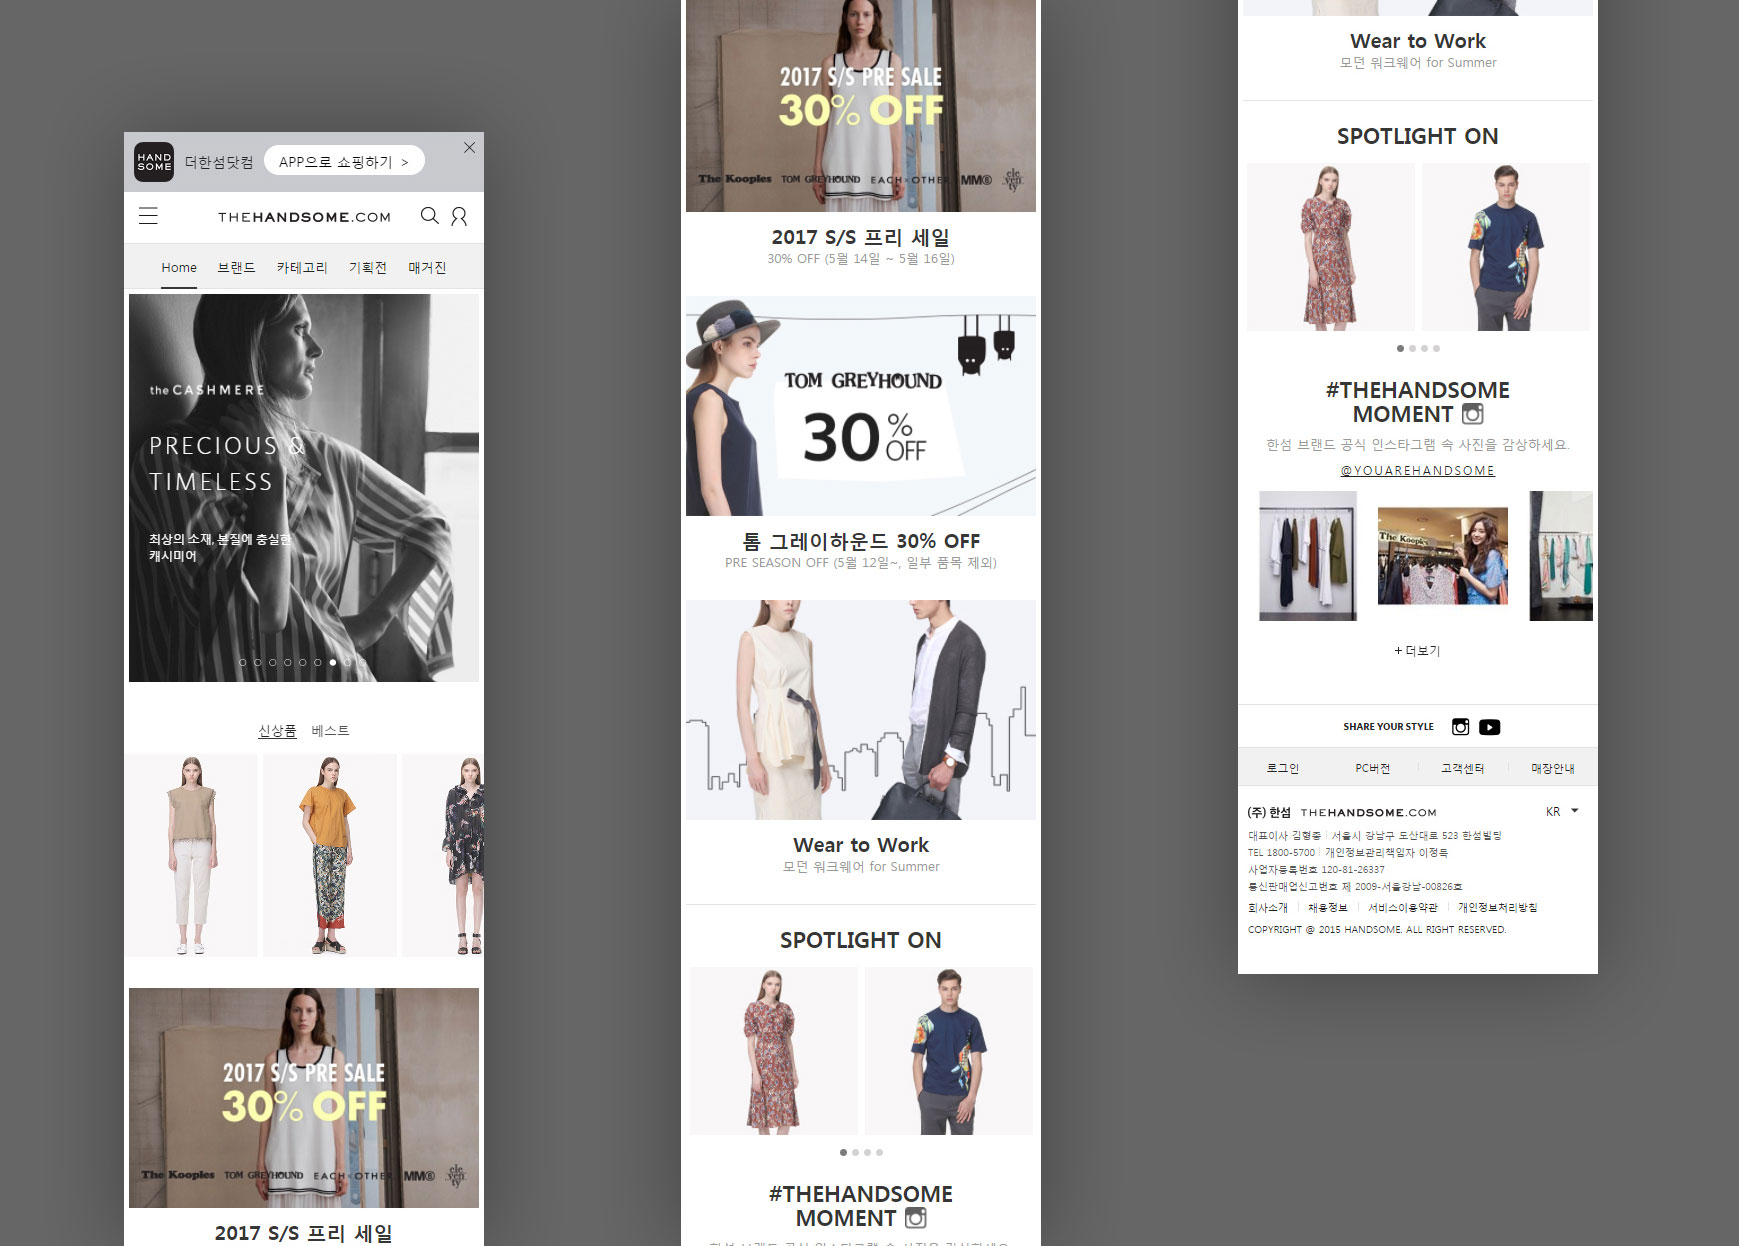 HAND
SOME
더한섬닷컴
APP으로 쇼핑하기 >
THEHANDSOME.COM
Home 브랜드 카테고리 기획전 매거진
the CASHMERE
PRECIOUS &
TIMELESS
최상의 소재, 본질에 충실한
캐시미어
신상품 베스트
2017 S/S PRE SALE
30% OFF
The Kooples TOM GREYHOUND EACH×OTHER MM⑥ eleventy
2017 S/S 프리 세일
2017 S/S PRE SALE
30% OFF
The Kooples TOM GREYHOUND EACH×OTHER MM⑥ eleventy
2017 S/S 프리 세일
30% OFF (5월 14일 ~ 5월 16일)
TOM GREYHOUND
30% OFF
톰 그레이하운드 30% OFF
PRE SEASON OFF (5월 12일~, 일부 품목 제외)
Wear to Work
모던 워크웨어 for Summer
SPOTLIGHT ON
#THEHANDSOME
MOMENT
Wear to Work
모던 워크웨어 for Summer
SPOTLIGHT ON
#THEHANDSOME
MOMENT
한섬 브랜드 공식 인스타그램 속 사진을 감상하세요.
@YOUAREHANDSOME
The Kooples
+ 더보기
SHARE YOUR STYLE
로그인 PC버전 고객센터 매장안내
(주) 한섬 THEHANDSOME.COM KR
대표이사 김형종 | 서울시 강남구 도산대로 523 한섬빌딩
TEL 1800-5700 | 개인정보관리책임자 이정득
사업자등록번호 120-81-26337
통신판매업신고번호 제 2009-서울강남-00826호
회사소개 | 채용정보 | 서비스이용약관 | 개인정보처리방침
COPYRIGHT @ 2015 HANDSOME. ALL RIGHT RESERVED.